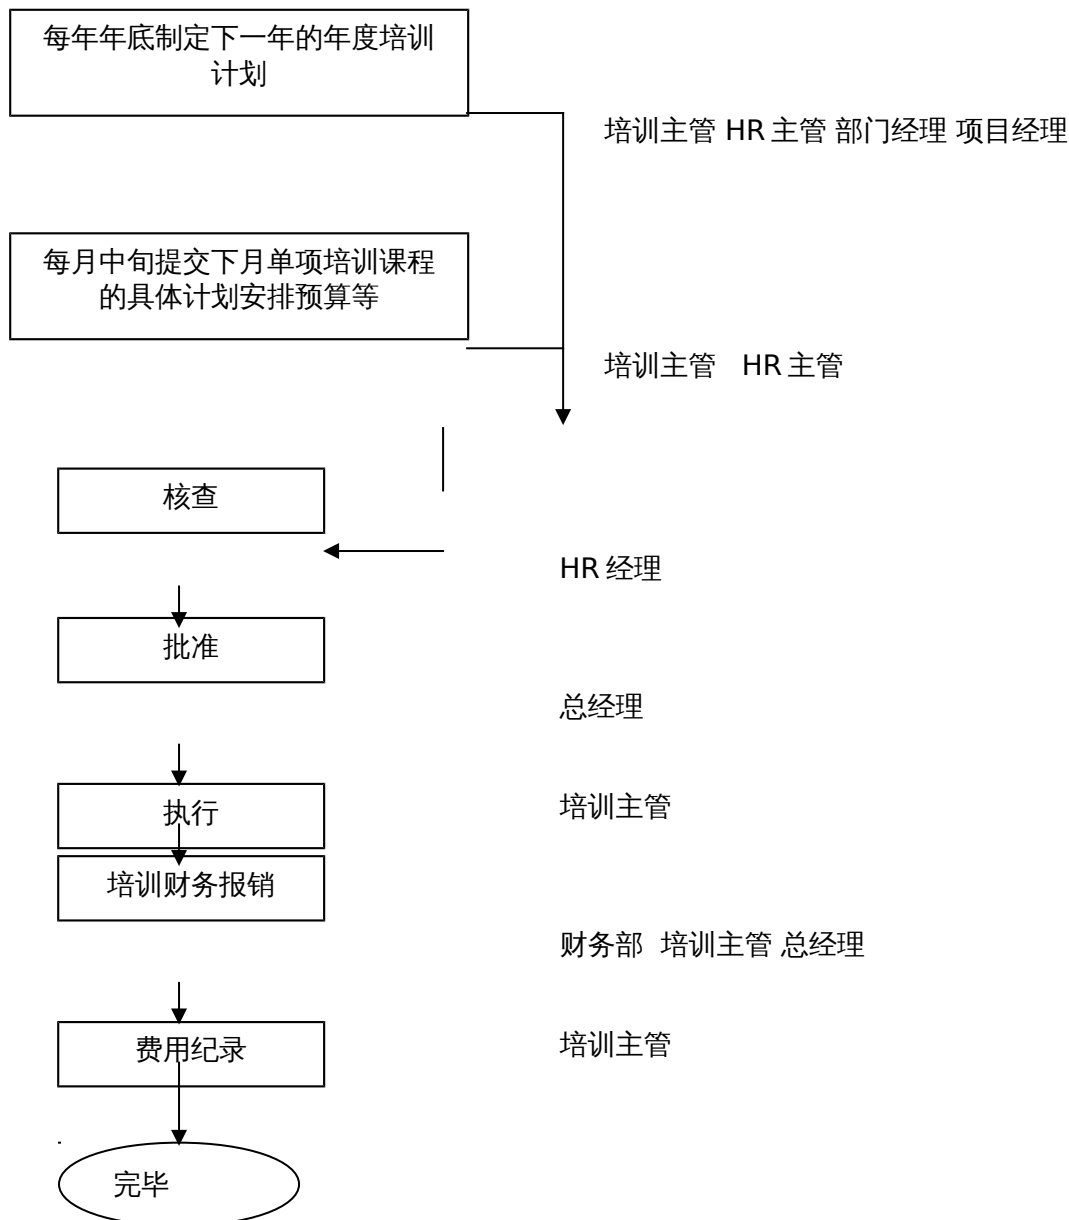 每年年底制定下一年的年度培训
计划
培训主管 HR 主管 部门经理 项目经理
每月中旬提交下月单项培训课程
的具体计划安排预算等
培训主管 HR 主管
核查
HR 经理
批准
总经理
执行
培训主管
培训财务报销
财务部 培训主管 总经理
费用纪录
培训主管
完毕